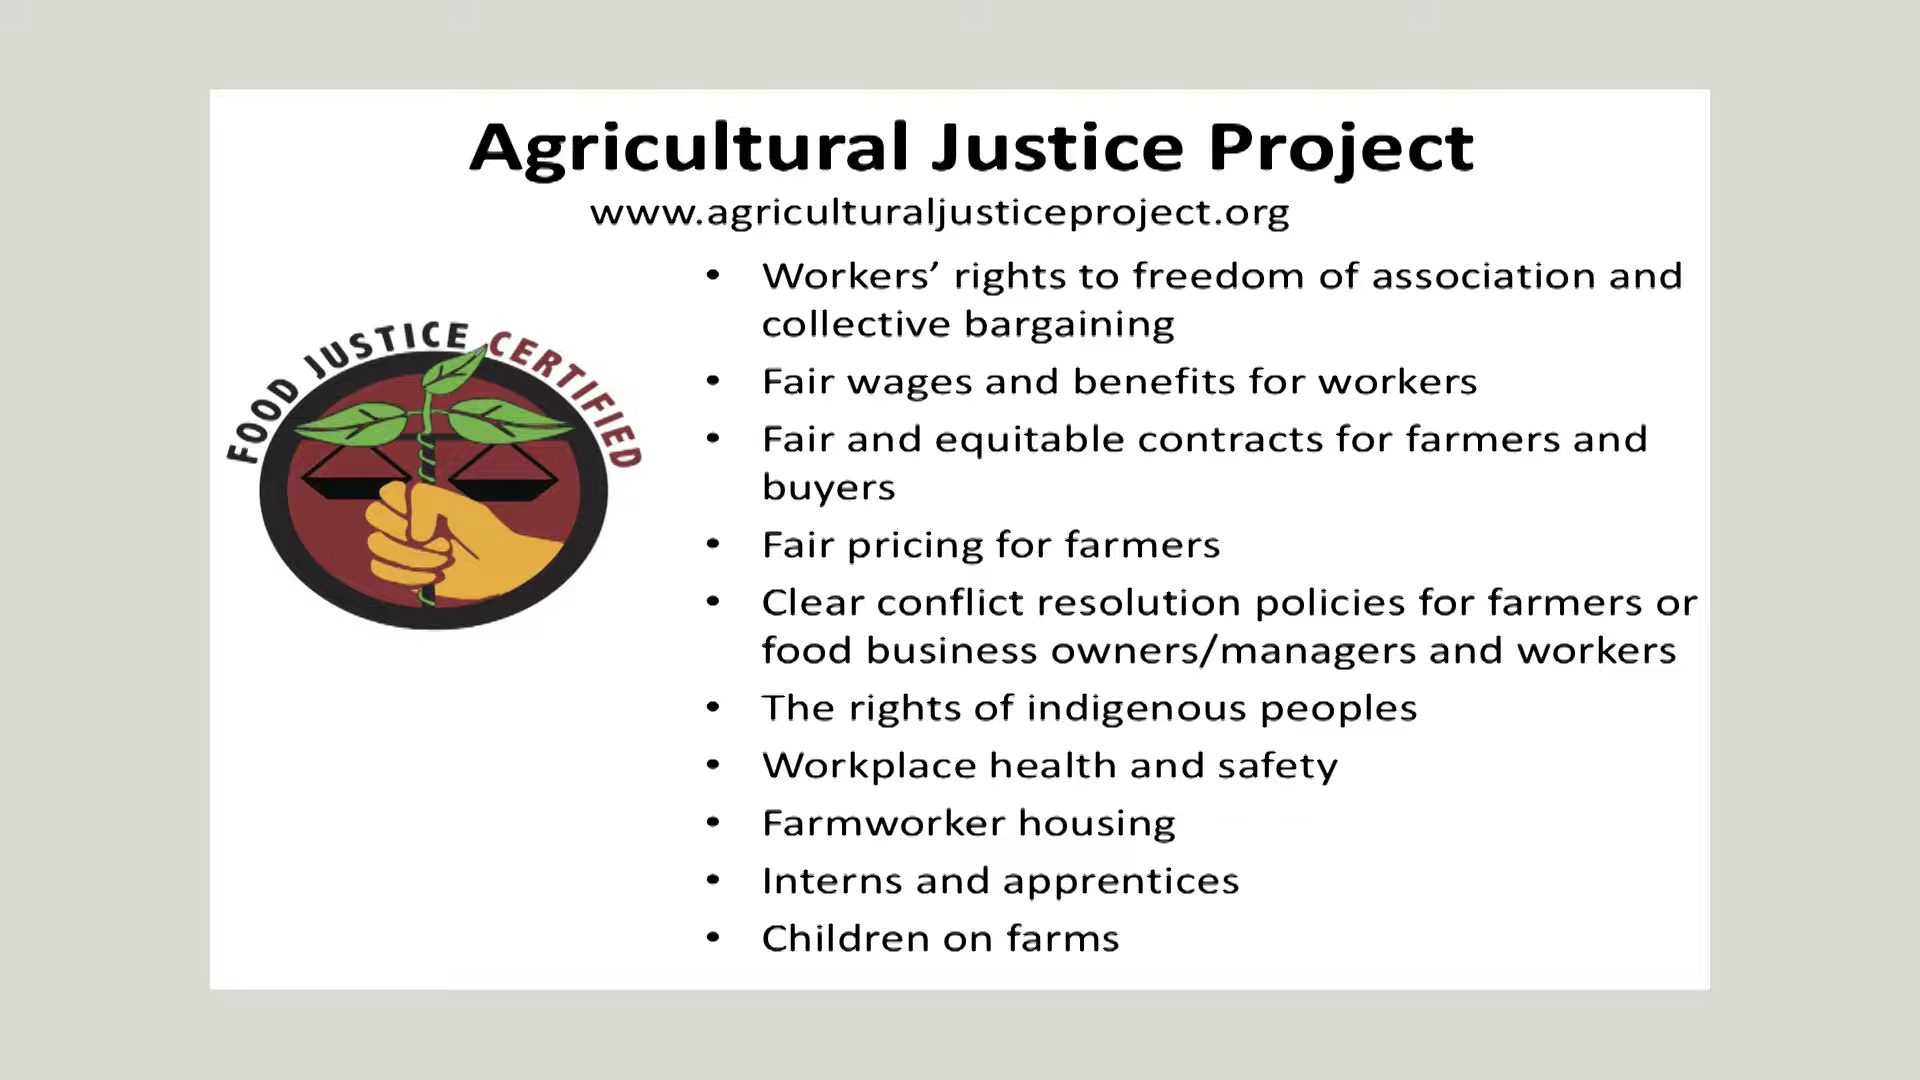 Agricultural Justice Project
www.agriculturaljusticeproject.org
FOOD JUSTICE CERTIFIED
• Workers’ rights to freedom of association and
collective bargaining
• Fair wages and benefits for workers
• Fair and equitable contracts for farmers and
buyers
• Fair pricing for farmers
• Clear conflict resolution policies for farmers or
food business owners/managers and workers
• The rights of indigenous peoples
• Workplace health and safety
• Farmworker housing
• Interns and apprentices
• Children on farms